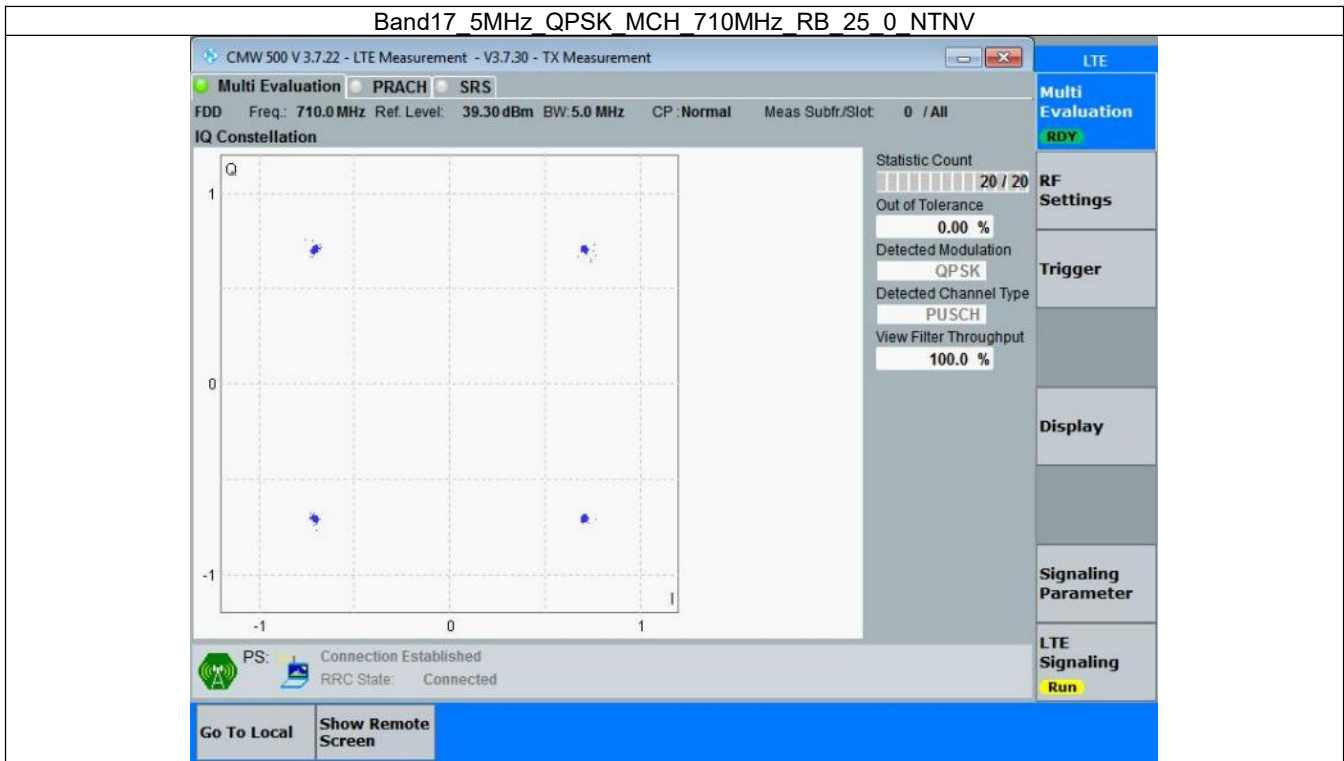 Band17_5MHz_QPSK_MCH_710MHz_RB_25_0_NTNV
CMW 500 V 3.7.22 - LTE Measurement - V3.7.30 - TX Measurement
LTE
Multi Evaluation PRACH SRS
FDD Freq.: 710.0 MHz Ref. Level: 39.30 dBm BW: 5.0 MHz CP : Normal Meas Subfr./Slot: 0 / All
IQ Constellation
Q
1
0
-1
I
-1 0 1
Statistic Count
20 / 20
Out of Tolerance
0.00 %
Detected Modulation
QPSK
Detected Channel Type
PUSCH
View Filter Throughput
100.0 %
Multi
Evaluation
RDY
RF
Settings
Trigger
Display
Signaling
Parameter
LTE
Signaling
Run
PS: Connection Established
RRC State: Connected
Go To Local
Show Remote
Screen